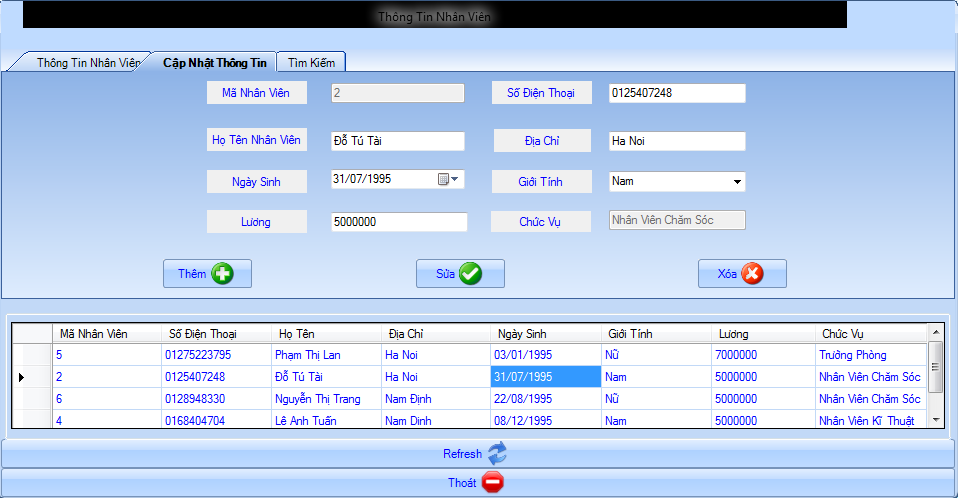 Thông Tin Nhân Viên
Thông Tin Nhân Viên Cập Nhật Thông Tin Tìm Kiếm
Mã Nhân Viên 2 Số Điện Thoại 0125407248
Họ Tên Nhân Viên Đỗ Tú Tài Địa Chỉ Ha Noi
Ngày Sinh 31/07/1995 Giới Tính Nam
Lương 5000000 Chức Vụ Nhân Viên Chăm Sóc
Thêm Sửa Xóa
Mã Nhân Viên Số Điện Thoại Họ Tên Địa Chỉ Ngày Sinh Giới Tính Lương Chức Vụ
5 01275223795 Phạm Thị Lan Ha Noi 03/01/1995 Nữ 7000000 Trưởng Phòng
2 0125407248 Đỗ Tú Tài Ha Noi 31/07/1995 Nam 5000000 Nhân Viên Chăm Sóc
6 0128948330 Nguyễn Thị Trang Nam Định 22/08/1995 Nữ 5000000 Nhân Viên Chăm Sóc
4 0168404704 Lê Anh Tuấn Nam Dinh 08/12/1995 Nam 5000000 Nhân Viên Kĩ Thuật
Refresh
Thoát